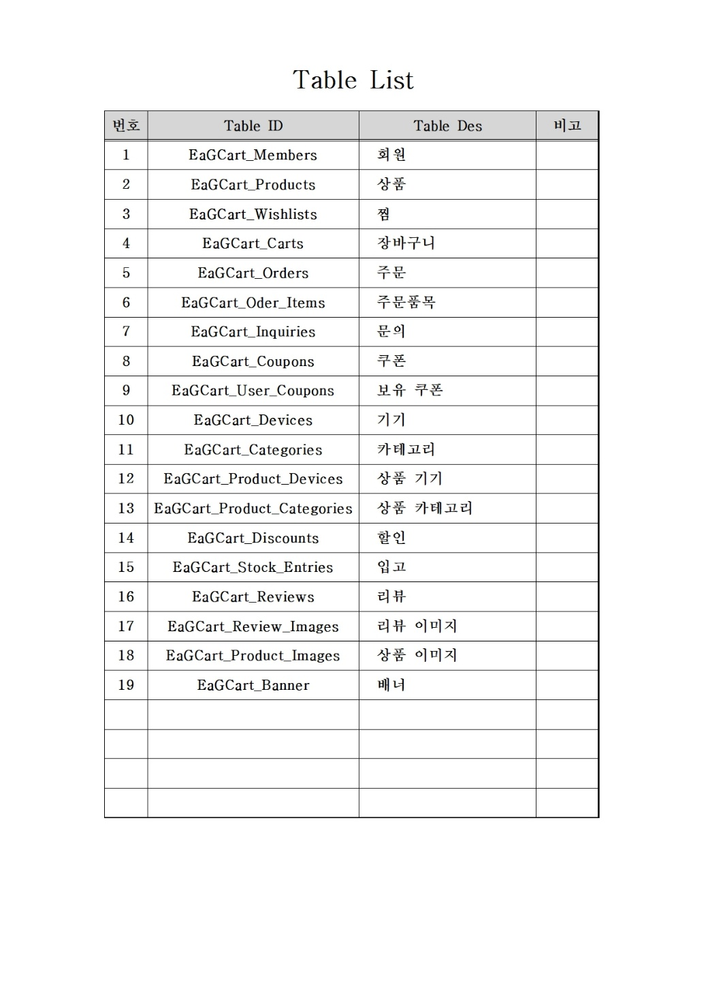 Table List
번호 Table ID Table Des 비고
1 EaGCart_Members 회원
2 EaGCart_Products 상품
3 EaGCart_Wishlists 찜
4 EaGCart_Carts 장바구니
5 EaGCart_Orders 주문
6 EaGCart_Oder_Items 주문품목
7 EaGCart_Inquiries 문의
8 EaGCart_Coupons 쿠폰
9 EaGCart_User_Coupons 보유 쿠폰
10 EaGCart_Devices 기기
11 EaGCart_Categories 카테고리
12 EaGCart_Product_Devices 상품 기기
13 EaGCart_Product_Categories 상품 카테고리
14 EaGCart_Discounts 할인
15 EaGCart_Stock_Entries 입고
16 EaGCart_Reviews 리뷰
17 EaGCart_Review_Images 리뷰 이미지
18 EaGCart_Product_Images 상품 이미지
19 EaGCart_Banner 배너